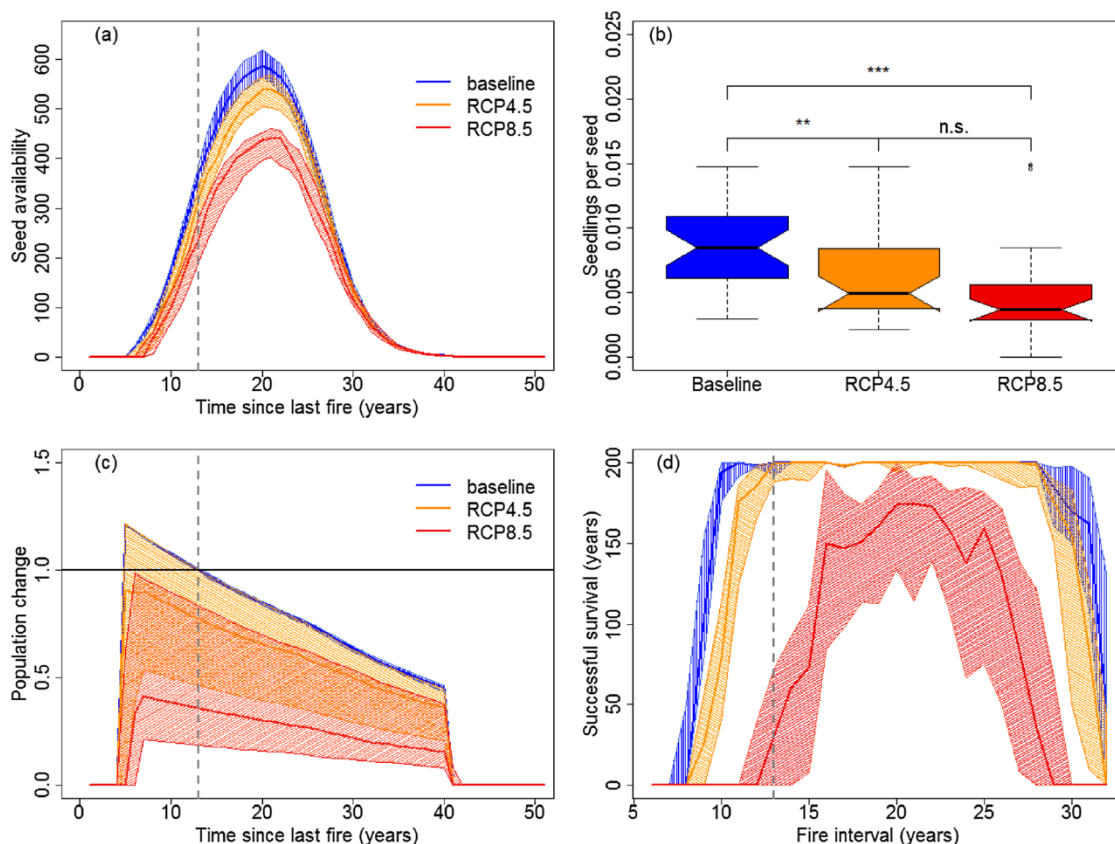 (a)
Seed availability
0 100 200 300 400 500 600
baseline
RCP4.5
RCP8.5
0 10 20 30 40 50
Time since last fire (years)
(b)
Seedlings per seed
0.000 0.005 0.010 0.015 0.020 0.025
***
**
n.s.
Baseline RCP4.5 RCP8.5
(c)
Population change
0.0 0.5 1.0 1.5
baseline
RCP4.5
RCP8.5
0 10 20 30 40 50
Time since last fire (years)
(d)
Successful survival (years)
0 50 100 150 200
5 10 15 20 25 30
Fire interval (years)